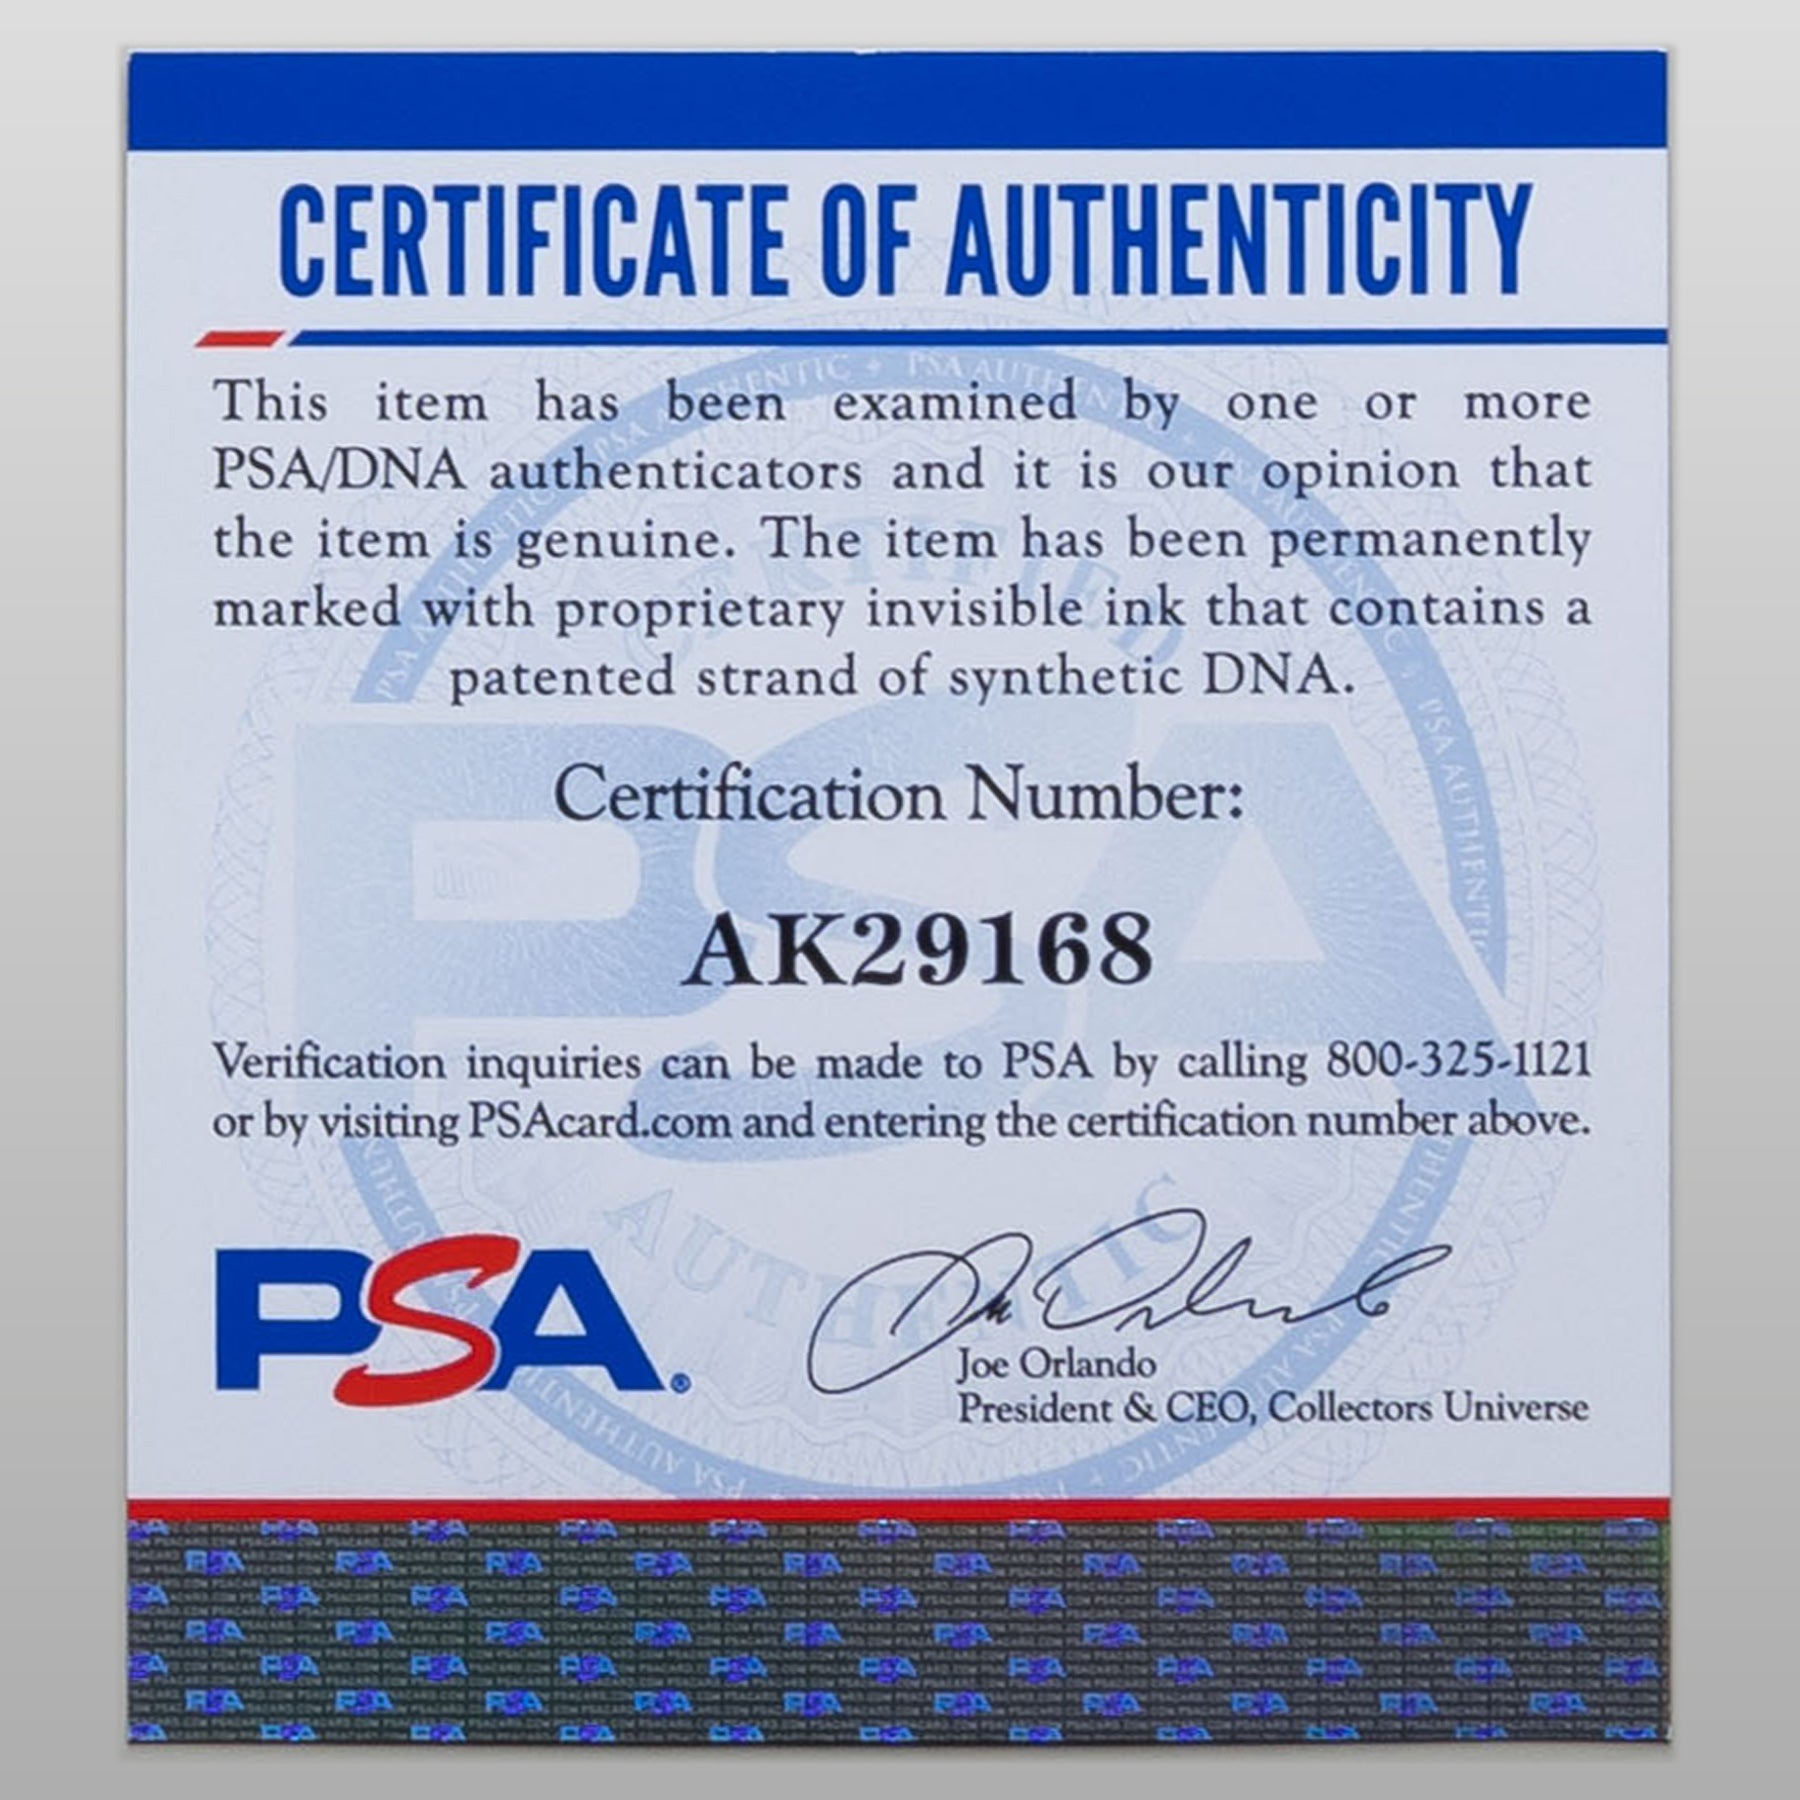 CERTIFICATE OF AUTHENTICITY
This item has been examined by one or more
PSA/DNA authenticators and it is our opinion that
the item is genuine. The item has been permanently
marked with proprietary invisible ink that contains a
patented strand of synthetic DNA.
Certification Number:
AK29168
Verification inquiries can be made to PSA by calling 800-325-1121
or by visiting PSAcard.com and entering the certification number above.
PSA®
Joe Orlando
President & CEO, Collectors Universe